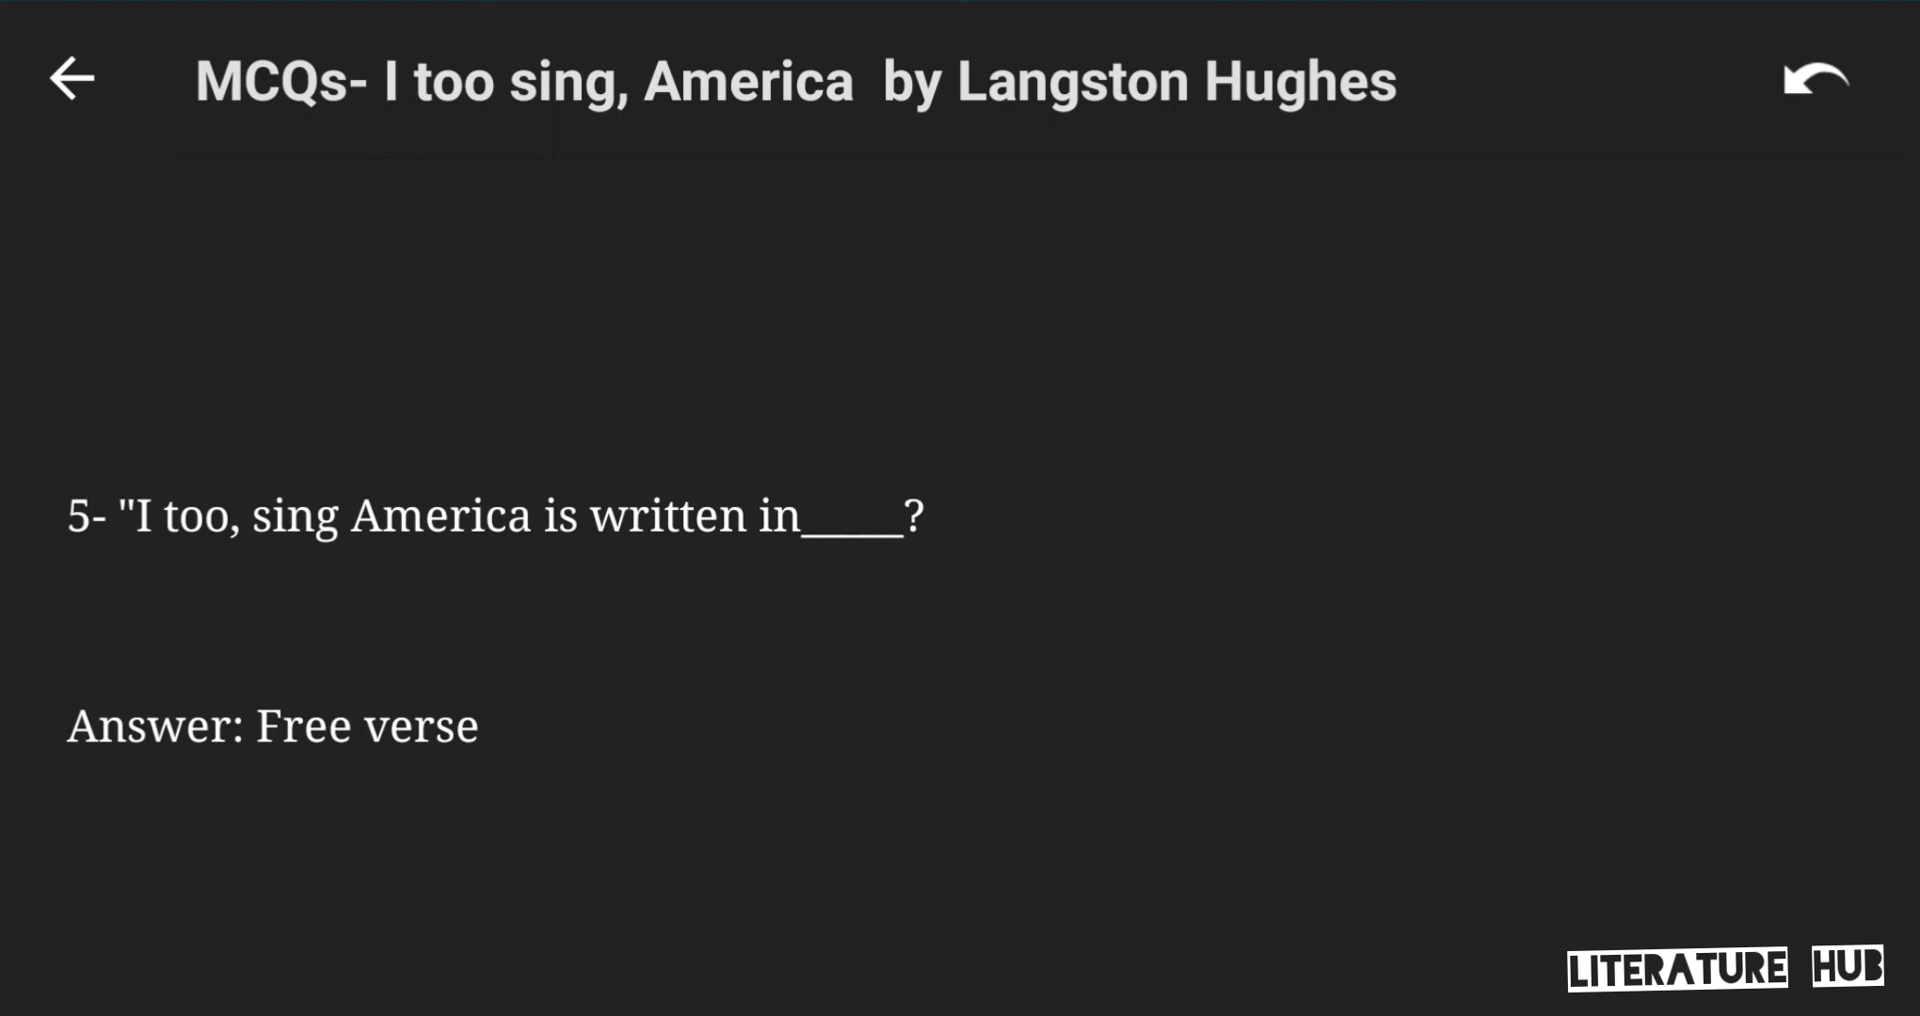 MCQs- I too sing, America by Langston Hughes
5- "I too, sing America is written in_____?
Answer: Free verse
LITERATURE HUB